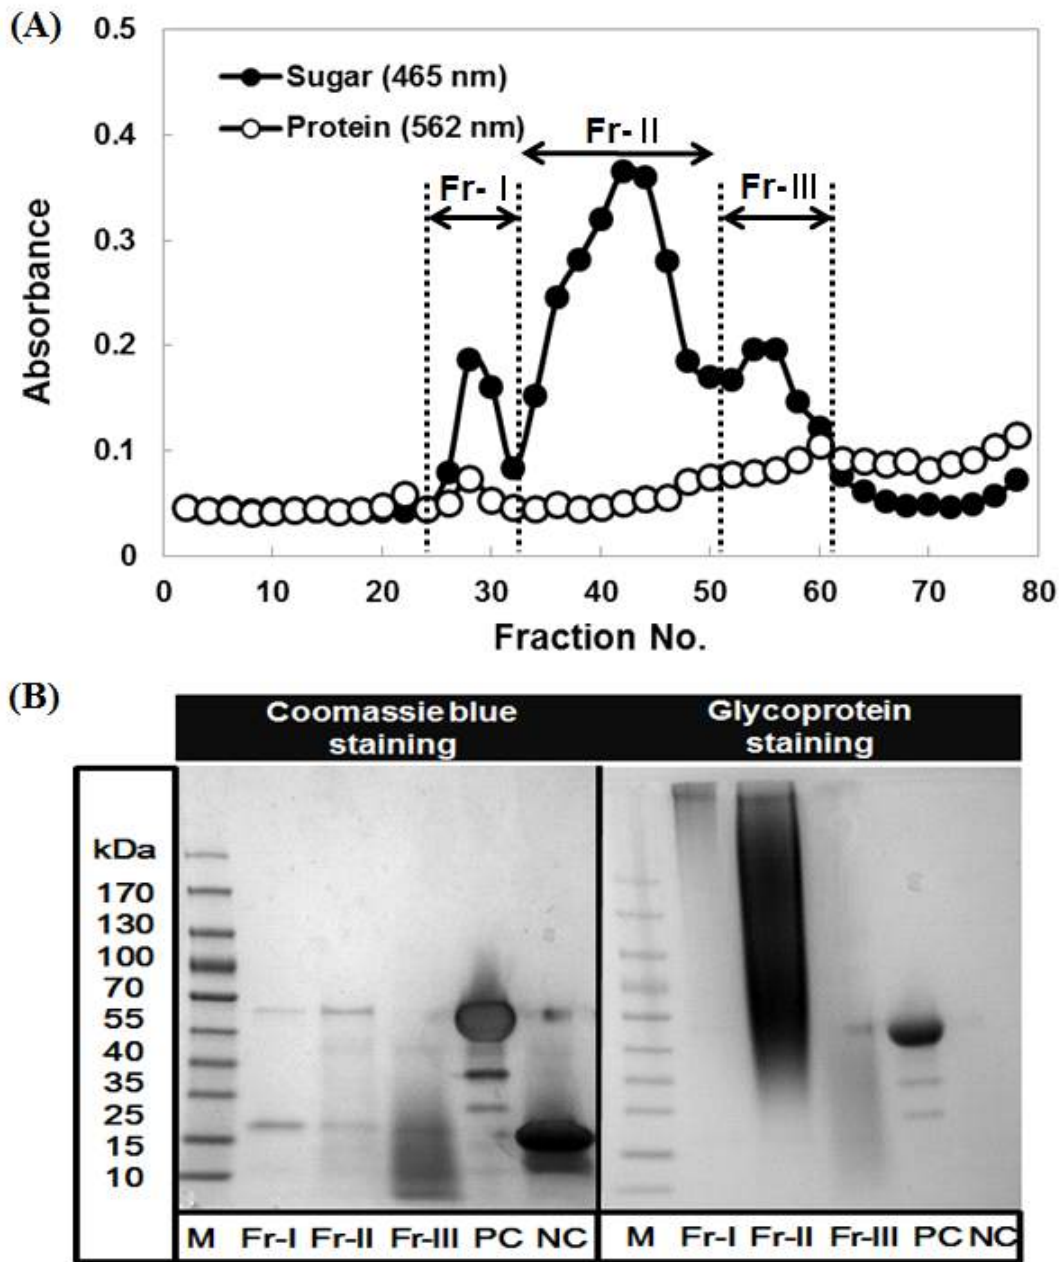 (A)
0.5
0.4
0.3
0.2
0.1
0
Absorbance
Sugar (465 nm)
Protein (562 nm)
Fr- I
Fr- II
Fr-III
0 10 20 30 40 50 60 70 80
Fraction No.
(B)
Coomassie blue
staining
Glycoprotein
staining
kDa
170
130
100
70
55
40
35
25
15
10
M Fr-I Fr-II Fr-III PC NC
M Fr-I Fr-II Fr-III PC NC